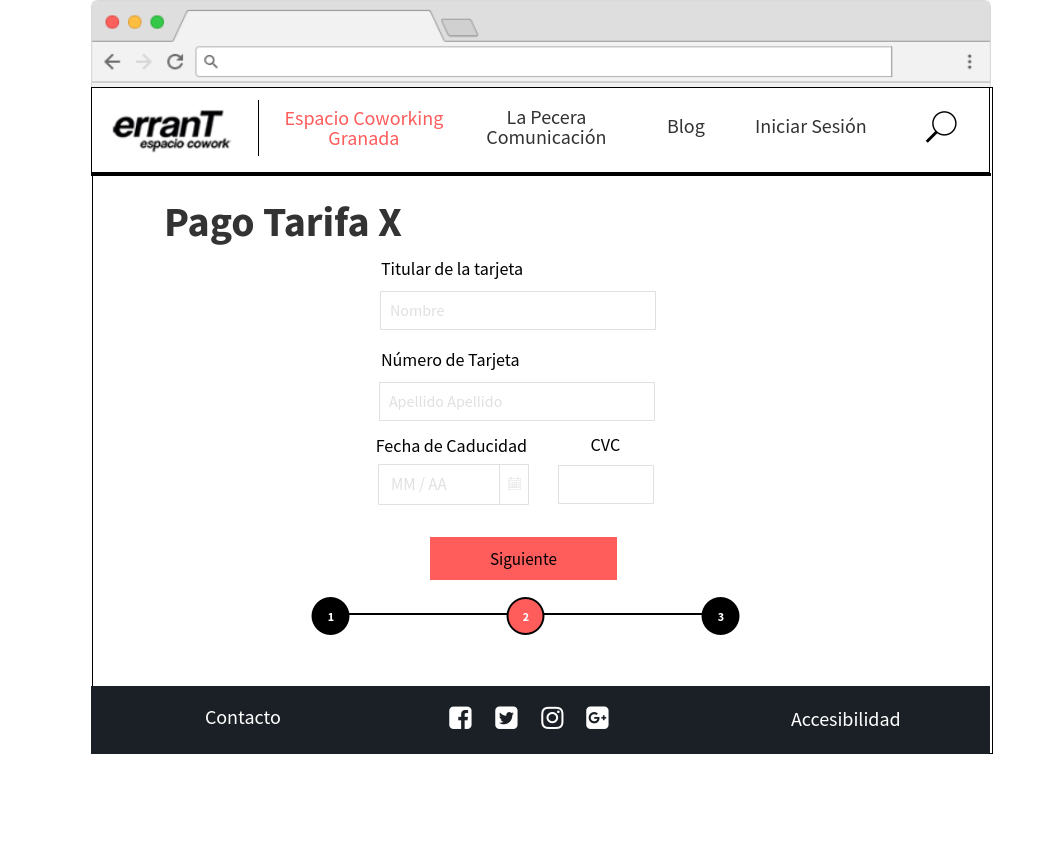 erranT
espacio cowork
Espacio Coworking
Granada
La Pecera
Comunicación
Blog
Iniciar Sesión
Pago Tarifa X
Titular de la tarjeta
Nombre
Número de Tarjeta
Apellido Apellido
Fecha de Caducidad
CVC
MM / AA
Siguiente
1
2
3
Contacto
G+
Accesibilidad